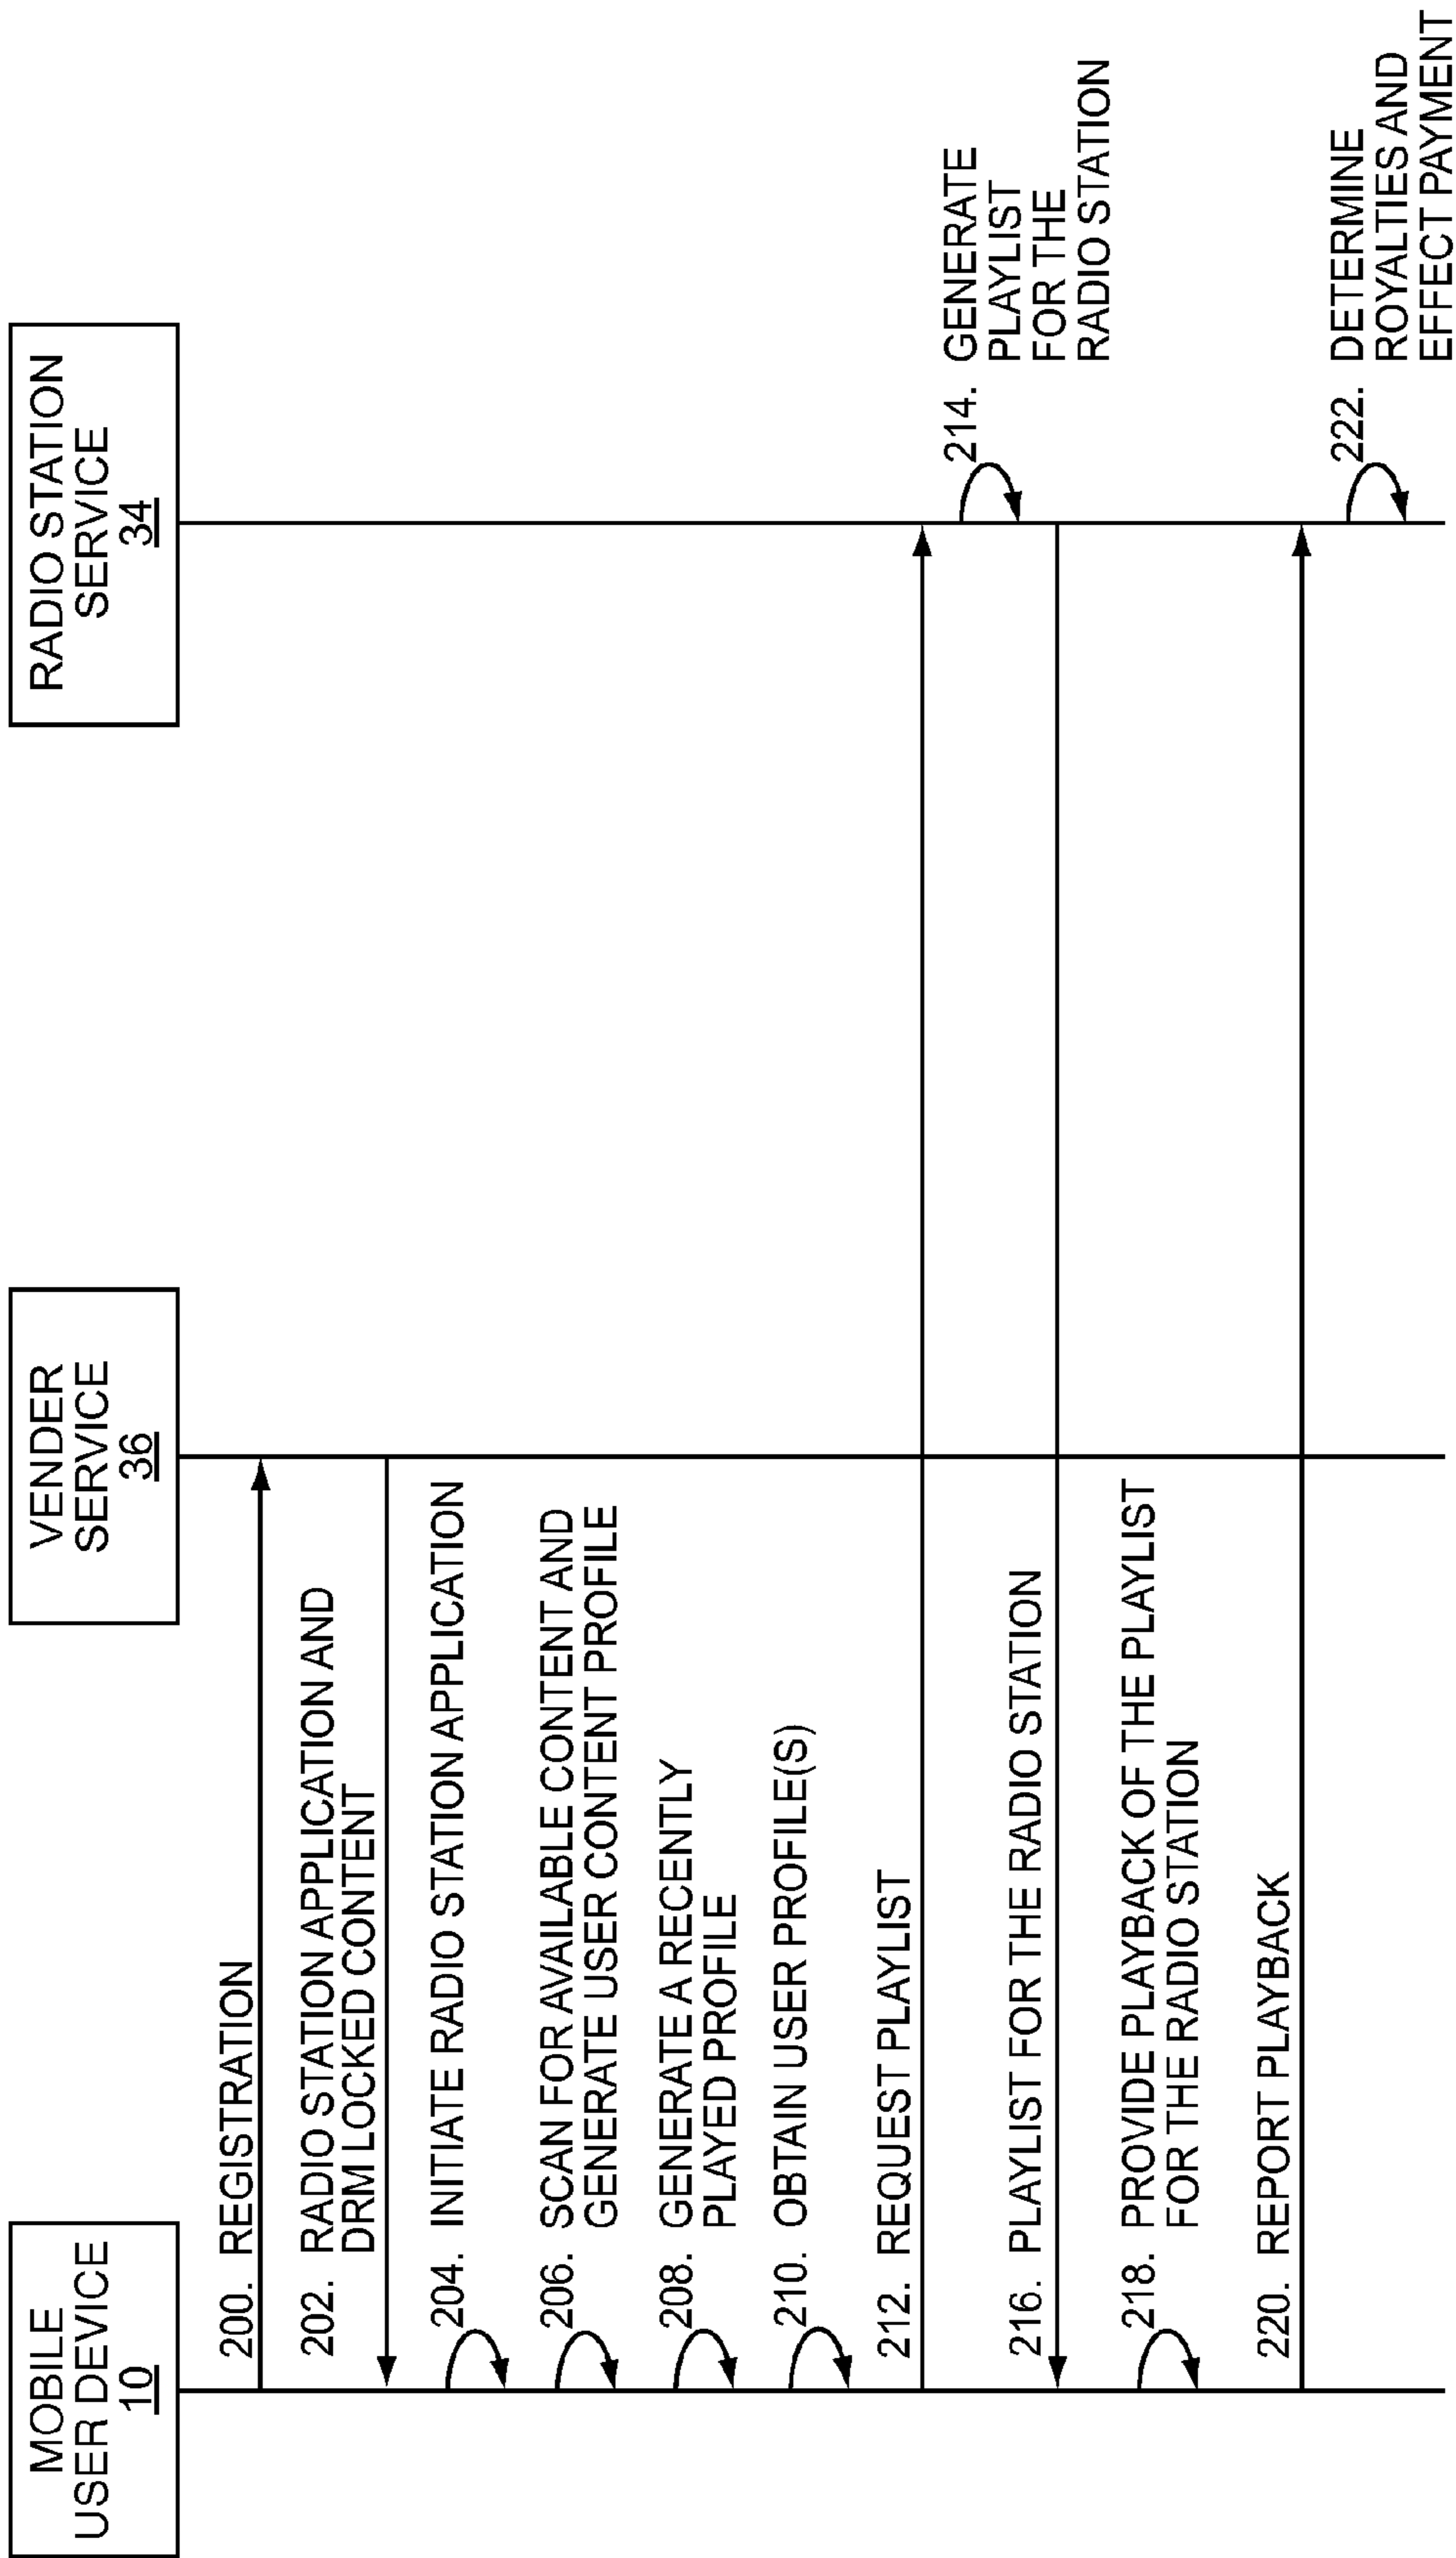 MOBILE
USER DEVICE
10
VENDER
SERVICE
36
RADIO STATION
SERVICE
34
200. REGISTRATION
202. RADIO STATION APPLICATION AND
DRM LOCKED CONTENT
204. INITIATE RADIO STATION APPLICATION
206. SCAN FOR AVAILABLE CONTENT AND
GENERATE USER CONTENT PROFILE
208. GENERATE A RECENTLY
PLAYED PROFILE
210. OBTAIN USER PROFILE(S)
212. REQUEST PLAYLIST
214. GENERATE
PLAYLIST
FOR THE
RADIO STATION
216. PLAYLIST FOR THE RADIO STATION
218. PROVIDE PLAYBACK OF THE PLAYLIST
FOR THE RADIO STATION
220. REPORT PLAYBACK
222. DETERMINE
ROYALTIES AND
EFFECT PAYMENT